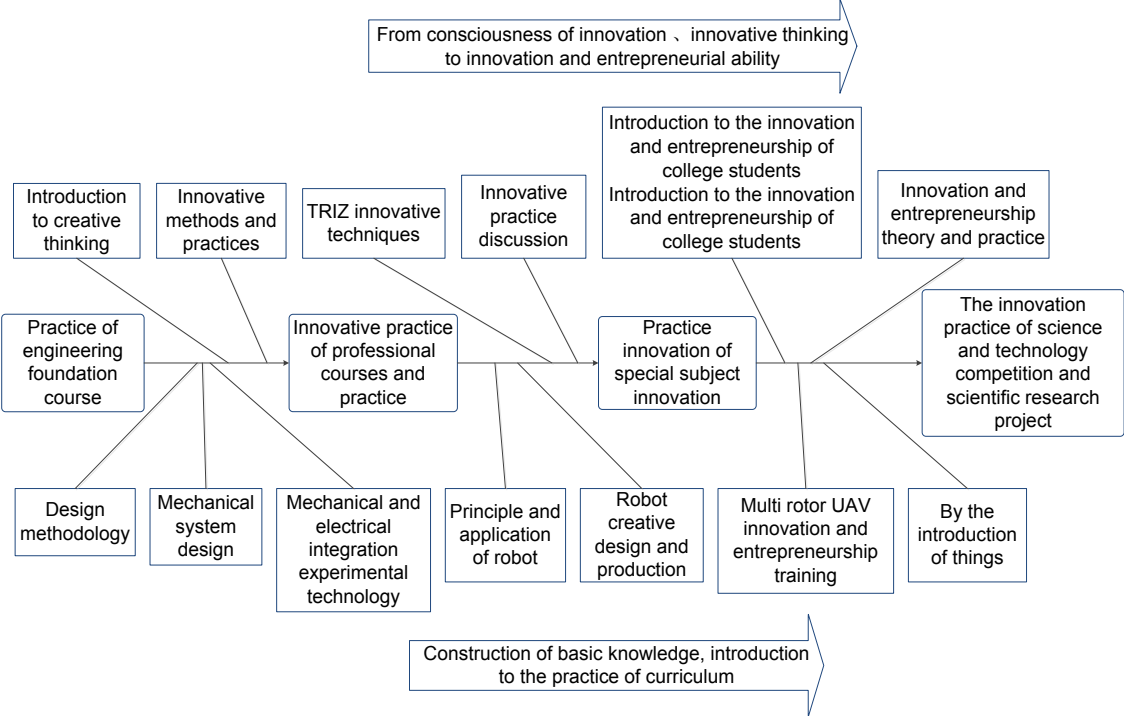 From consciousness of innovation 、innovative thinking
to innovation and entrepreneurial ability
Introduction
to creative
thinking
Innovative
methods and
practices
TRIZ innovative
techniques
Innovative
practice
discussion
Introduction to the innovation
and entrepreneurship of
college students
Introduction to the innovation
and entrepreneurship of
college students
Innovation and
entrepreneurship
theory and practice
Practice of
engineering
foundation
course
Innovative practice
of professional
courses and
practice
Practice
innovation of
special subject
innovation
The innovation
practice of science
and technology
competition and
scientific research
project
Design
methodology
Mechanical
system
design
Mechanical and
electrical
integration
experimental
technology
Principle and
application
of robot
Robot
creative
design and
production
Multi rotor UAV
innovation and
entrepreneurship
training
By the
introduction
of things
Construction of basic knowledge, introduction
to the practice of curriculum